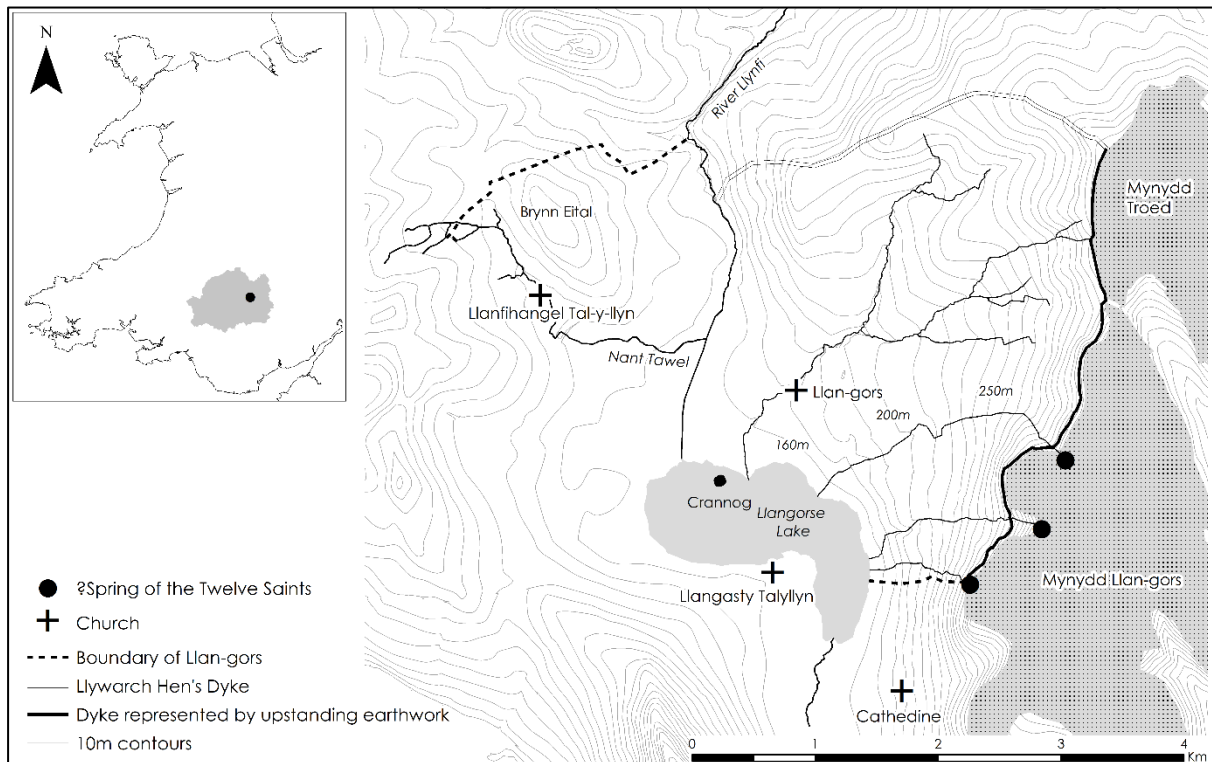 N
River Llynfi
Mynydd
Troed
Brynn Eital
Llanfihangel Tal-y-llyn
Nant Tawel
Llan-gors
250m
200m
160m
Crannog
Llangorse
Lake
Llangasty Talyllyn
Mynydd Llan-gors
Cathedine
?Spring of the Twelve Saints
Church
Boundary of Llan-gors
Llywarch Hen's Dyke
Dyke represented by upstanding earthwork
10m contours
0 1 2 3 4
Km